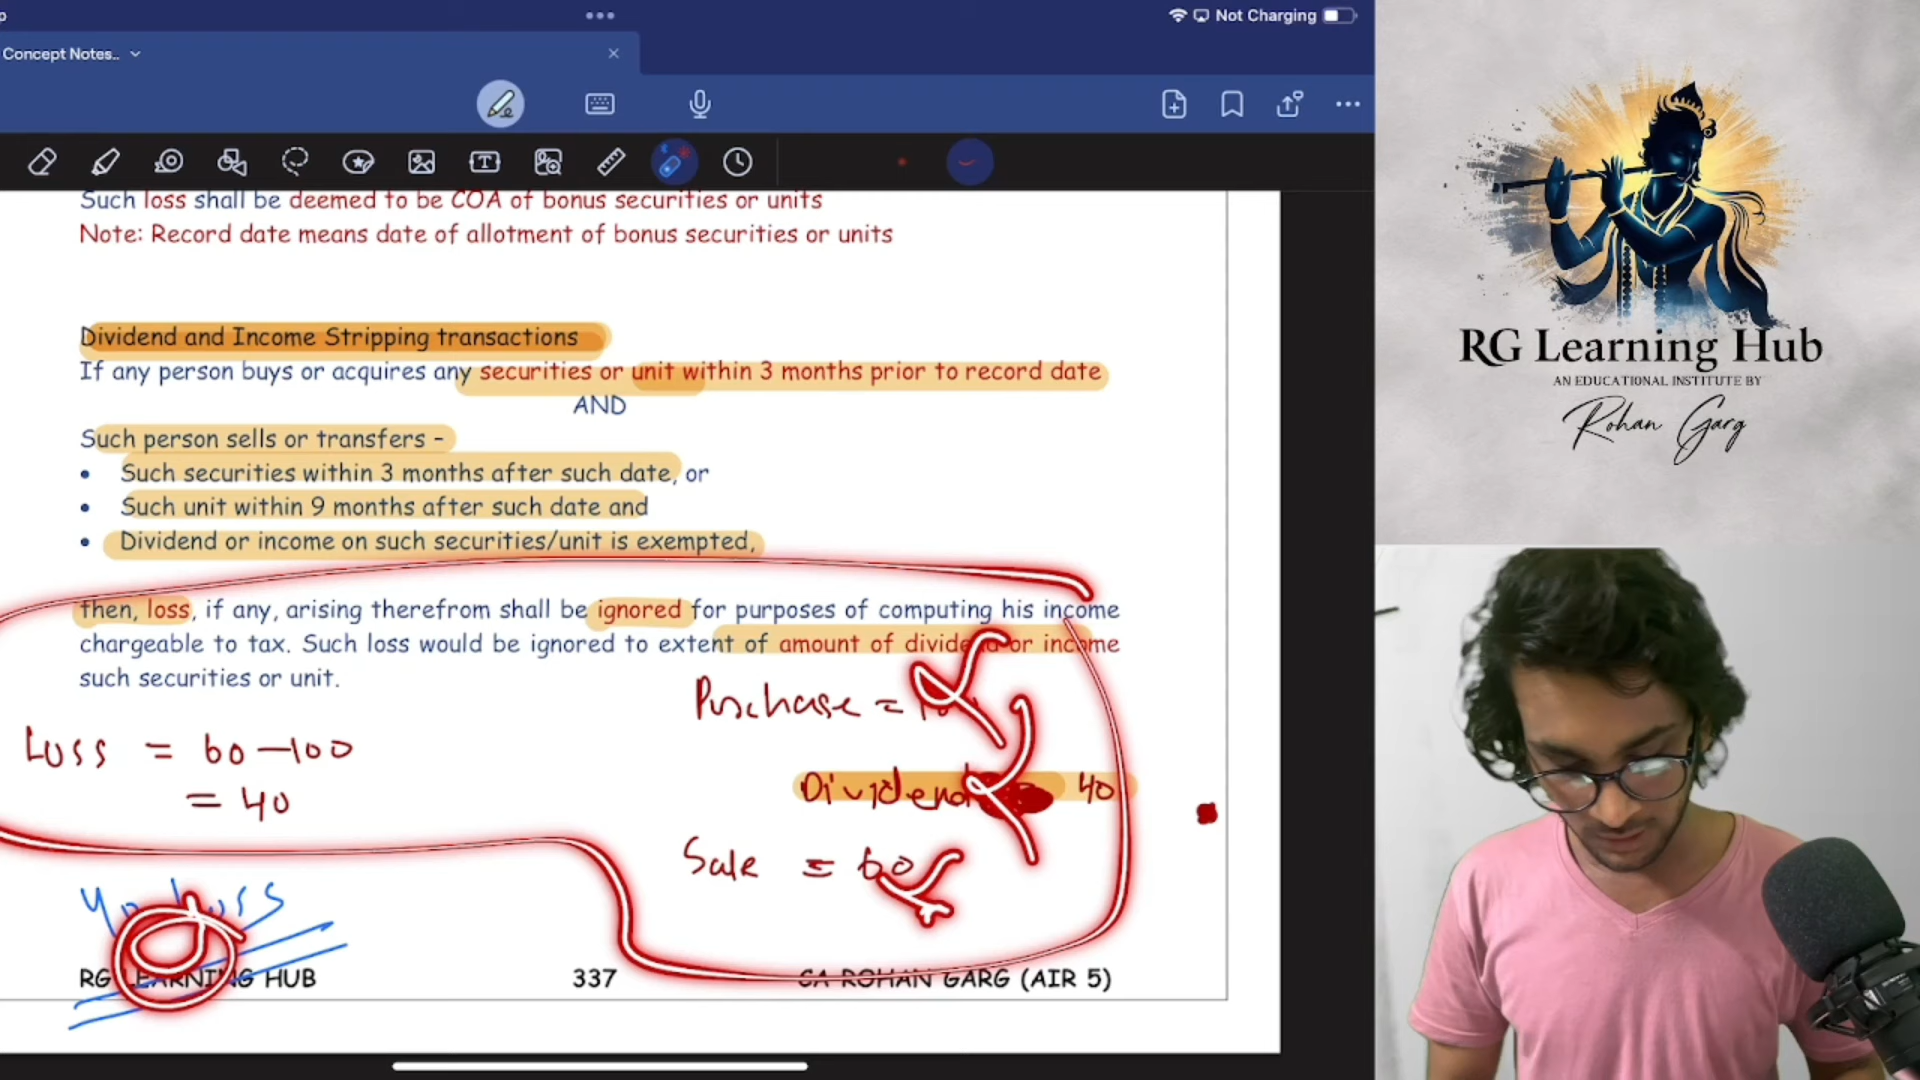 Not Charging
Concept Notes..
Such loss shall be deemed to be COA of bonus securities or units
Note: Record date means date of allotment of bonus securities or units
Dividend and Income Stripping transactions
If any person buys or acquires any securities or unit within 3 months prior to record date
AND
Such person sells or transfers –
• Such securities within 3 months after such date, or
• Such unit within 9 months after such date and
• Dividend or income on such securities/unit is exempted,
then, loss, if any, arising therefrom shall be ignored for purposes of computing his income
chargeable to tax. Such loss would be ignored to extent of amount of dividend or income
such securities or unit.
Purchase =
Loss = 60-100
= 40
Dividend 40
Sale = 60
Loss
RG LEARNING HUB 337 CA ROHAN GARG (AIR 5)
RG Learning Hub
AN EDUCATIONAL INSTITUTE BY
Rohan Garg